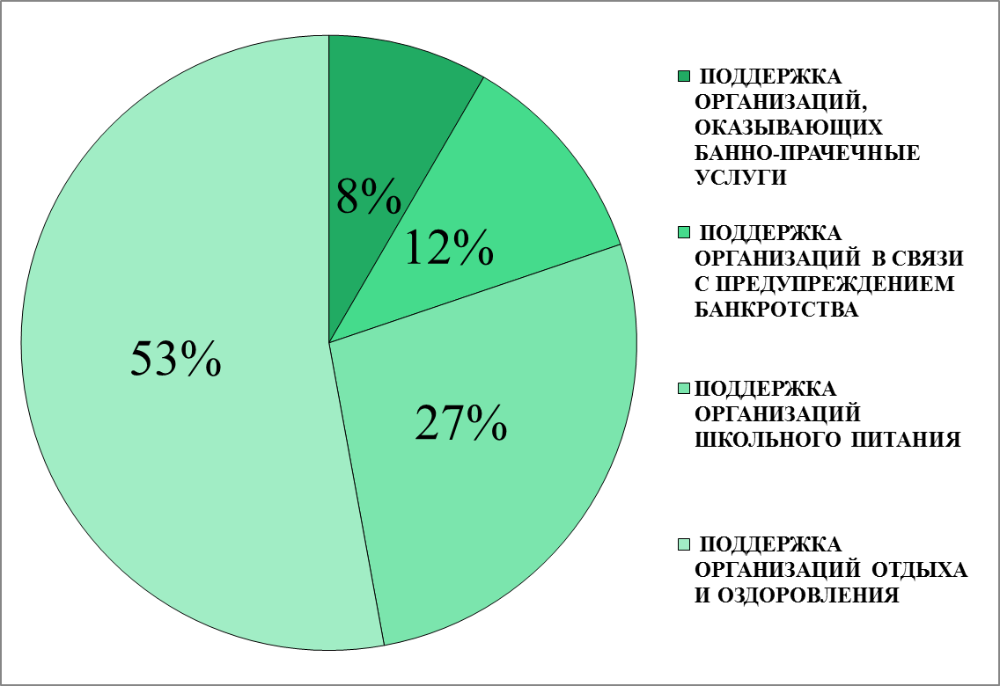 8%
12%
27%
53%
ПОДДЕРЖКА
ОРГАНИЗАЦИЙ,
ОКАЗЫВАЮЩИХ
БАННО-ПРАЧЕЧНЫЕ
УСЛУГИ
ПОДДЕРЖКА
ОРГАНИЗАЦИЙ В СВЯЗИ
С ПРЕДУПРЕЖДЕНИЕМ
БАНКРОТСТВА
ПОДДЕРЖКА
ОРГАНИЗАЦИЙ
ШКОЛЬНОГО ПИТАНИЯ
ПОДДЕРЖКА
ОРГАНИЗАЦИЙ ОТДЫХА
И ОЗДОРОВЛЕНИЯ